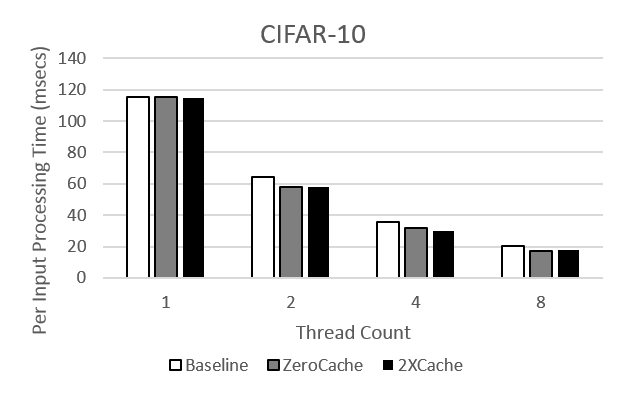 CIFAR-10
Per Input Processing Time (msecs)
140
120
100
80
60
40
20
0
1 2 4 8
Thread Count
Baseline ZeroCache 2XCache